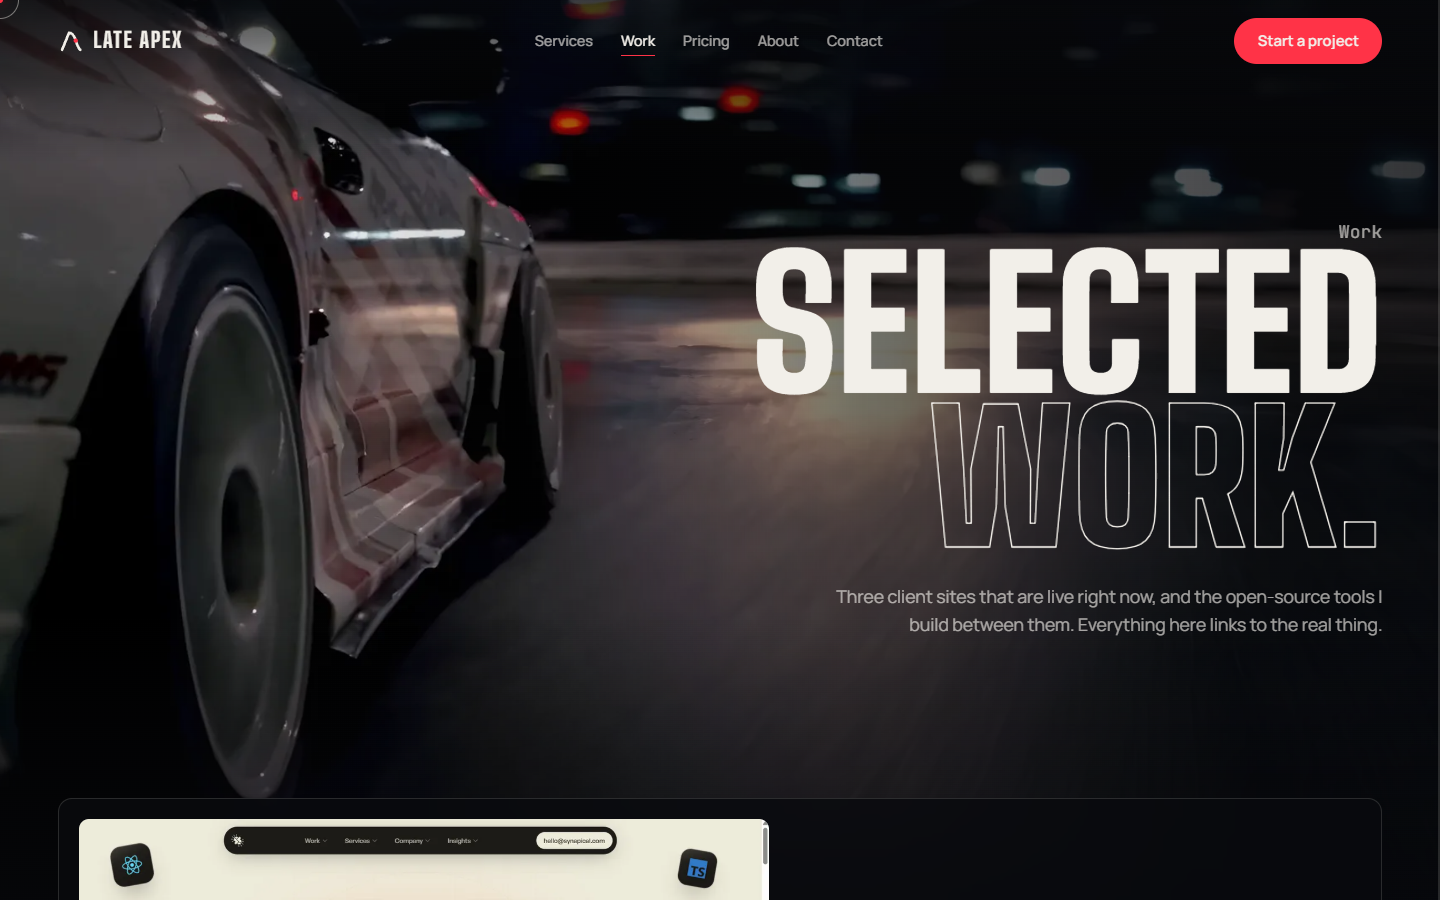 LATE APEX
Services
Work
Pricing
About
Contact
Start a project
Work
SELECTED
WORK.
Three client sites that are live right now, and the open-source tools I
build between them. Everything here links to the real thing.
Work
Services
Company
Insights
hello@synapical.com
TS